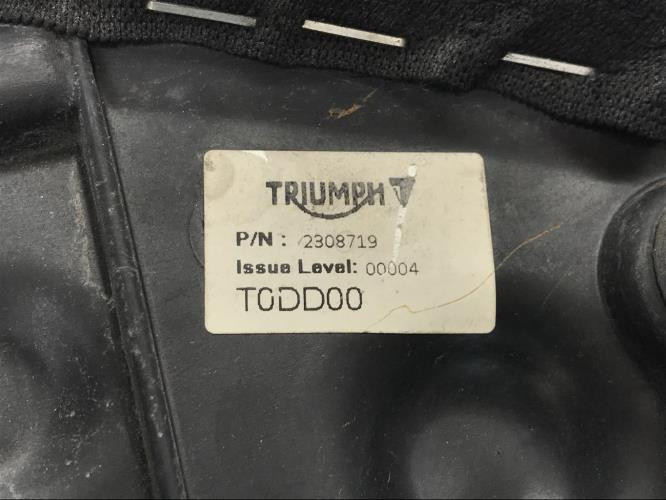 TRIUMPH
P/N : 2308719
Issue Level: 00004
T0DD00